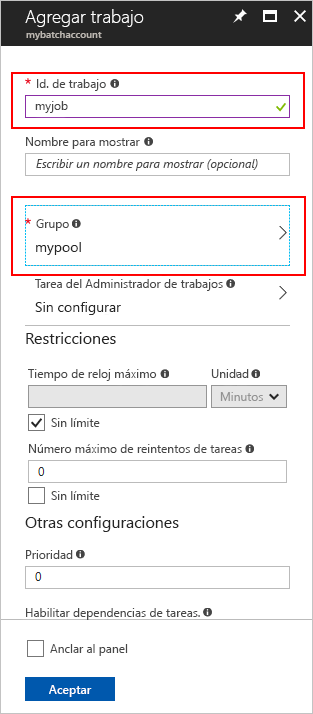 Agregar trabajo
mybatchaccount
* Id. de trabajo
myjob
Nombre para mostrar
Escribir un nombre para mostrar (opcional)
* Grupo
mypool
Tarea del Administrador de trabajos
Sin configurar
Restricciones
Tiempo de reloj máximo Unidad
Minutos
Sin límite
Número máximo de reintentos de tareas
0
Sin límite
Otras configuraciones
Prioridad
0
Habilitar dependencias de tareas.
Anclar al panel
Aceptar